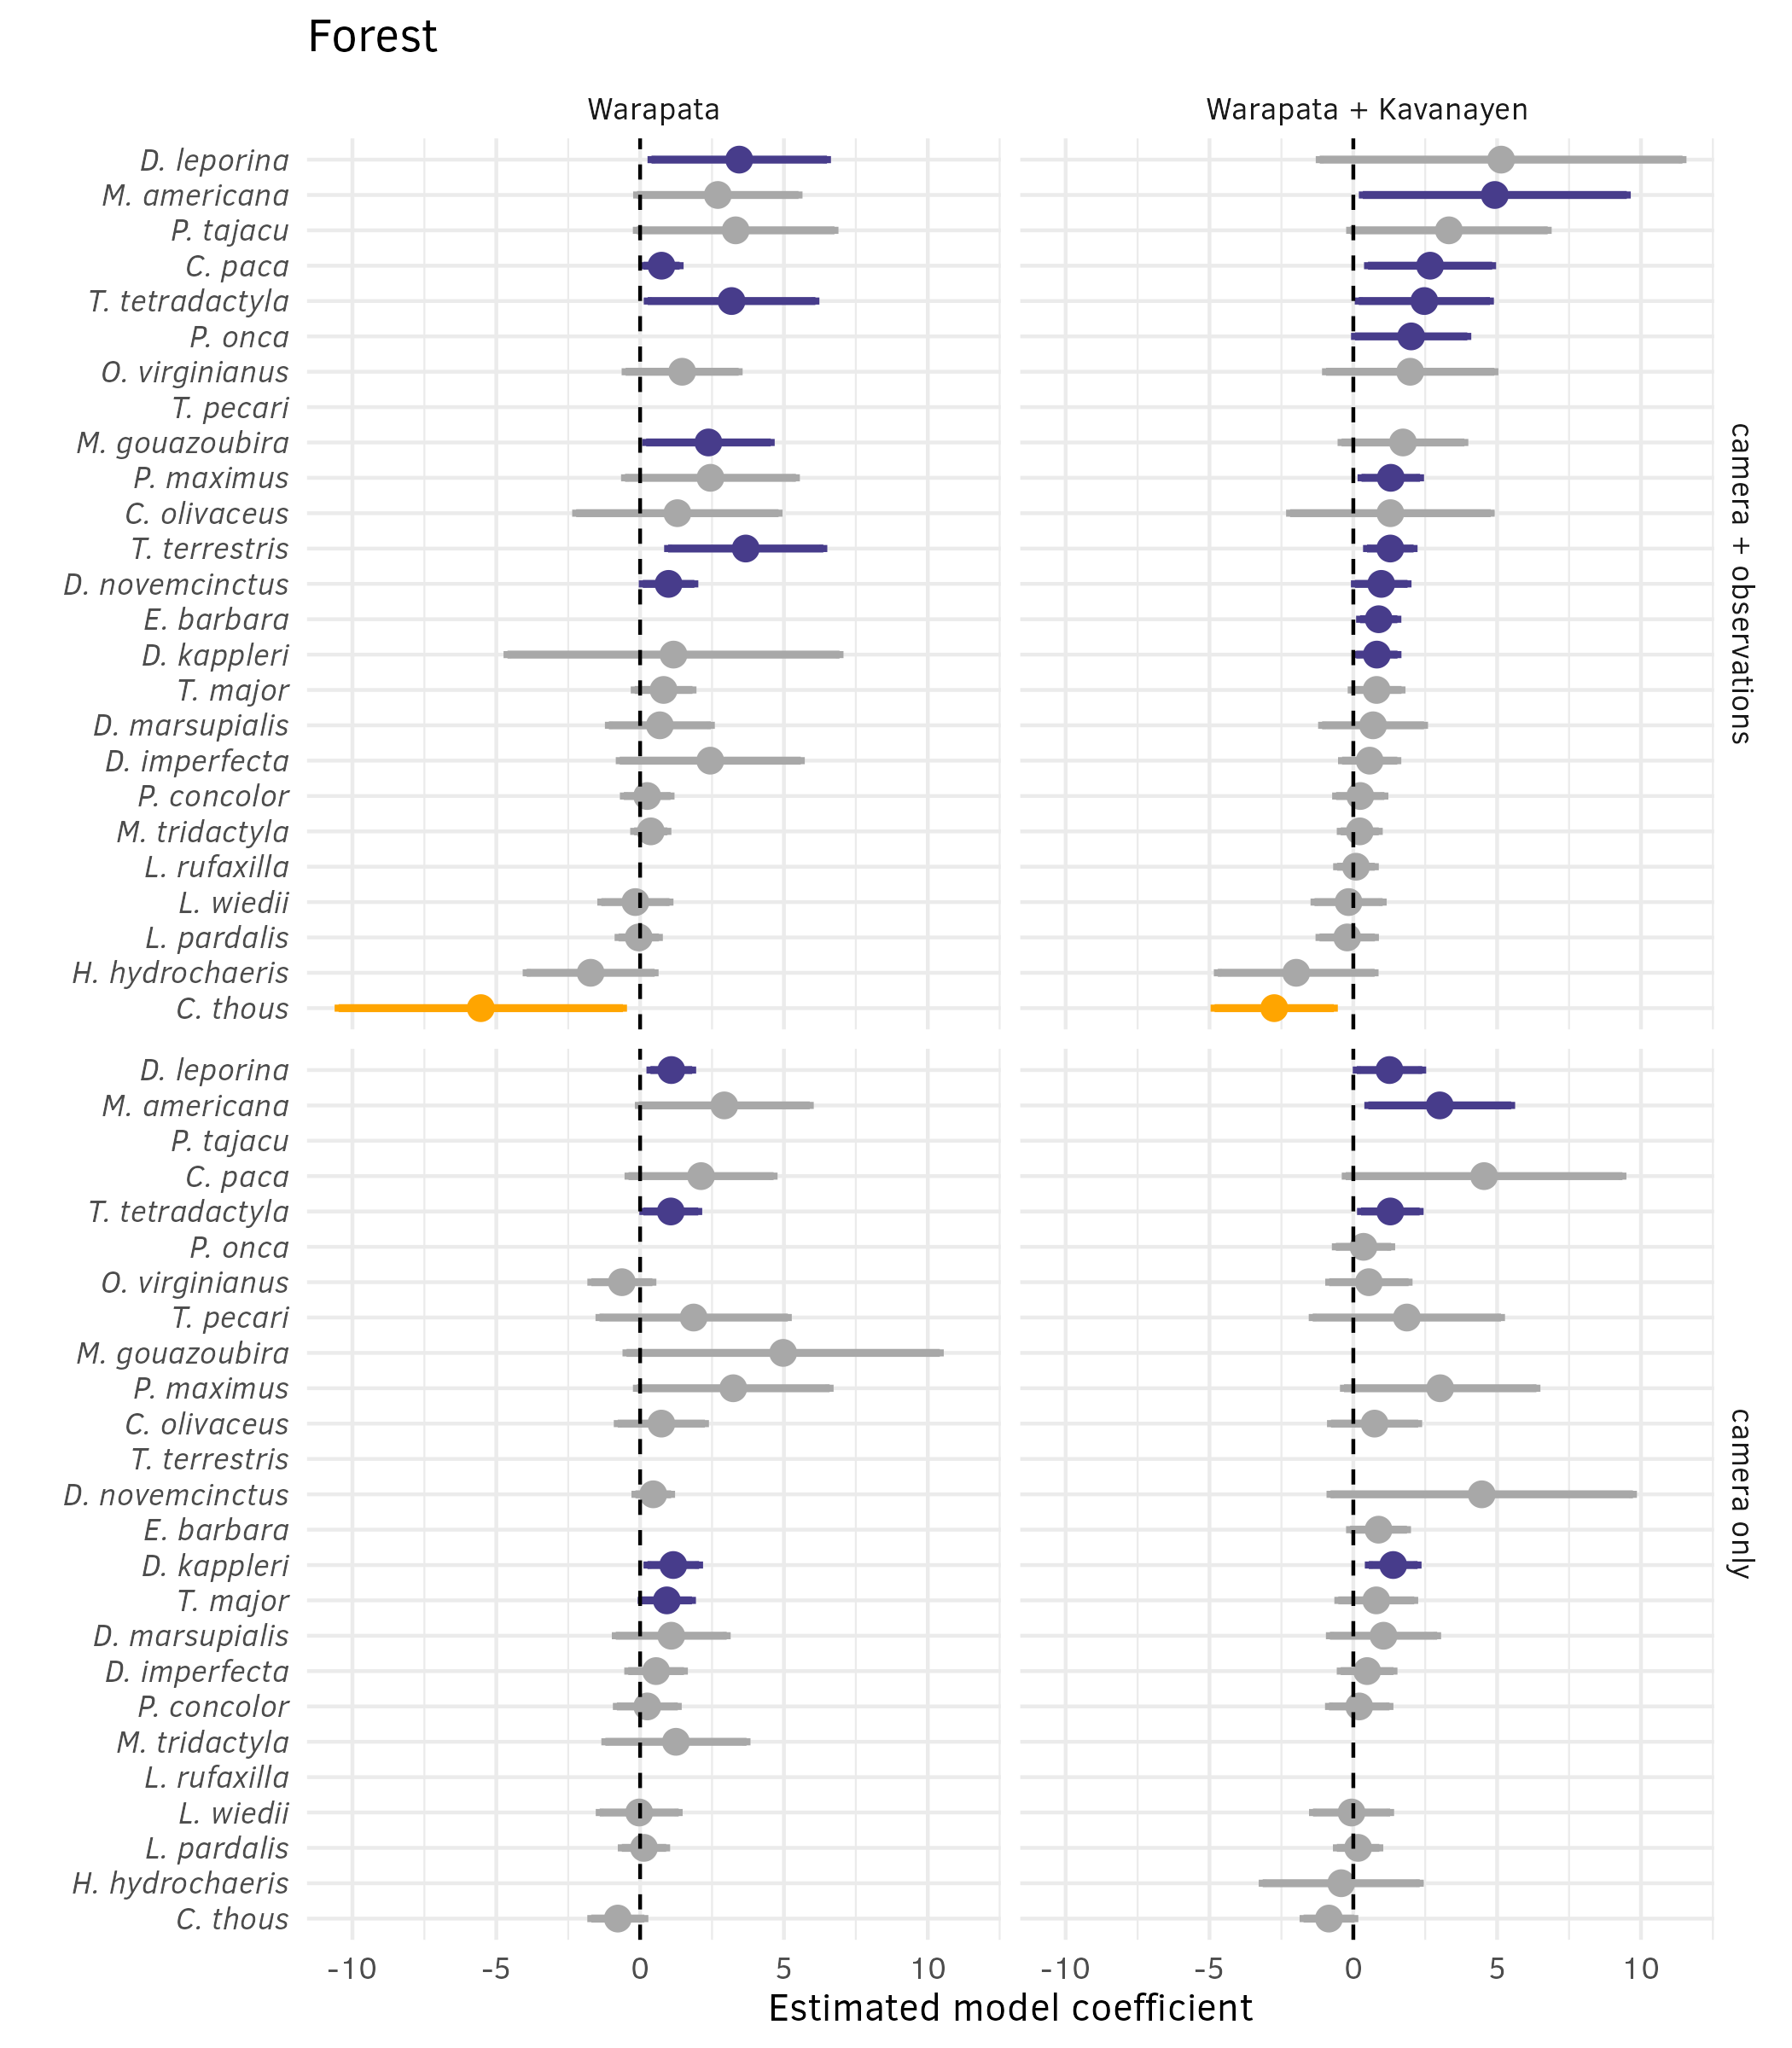 Forest
Warapata
Warapata + Kavanayen
D. leporina
M. americana
P. tajacu
C. paca
T. tetradactyla
P. onca
O. virginianus
T. pecari
M. gouazoubira
P. maximus
C. olivaceus
T. terrestris
D. novemcinctus
E. barbara
D. kappleri
T. major
D. marsupialis
D. imperfecta
P. concolor
M. tridactyla
L. rufaxilla
L. wiedii
L. pardalis
H. hydrochaeris
C. thous
camera + observations
D. leporina
M. americana
P. tajacu
C. paca
T. tetradactyla
P. onca
O. virginianus
T. pecari
M. gouazoubira
P. maximus
C. olivaceus
T. terrestris
D. novemcinctus
E. barbara
D. kappleri
T. major
D. marsupialis
D. imperfecta
P. concolor
M. tridactyla
L. rufaxilla
L. wiedii
L. pardalis
H. hydrochaeris
C. thous
camera only
-10 -5 0 5 10
-10 -5 0 5 10
Estimated model coefficient